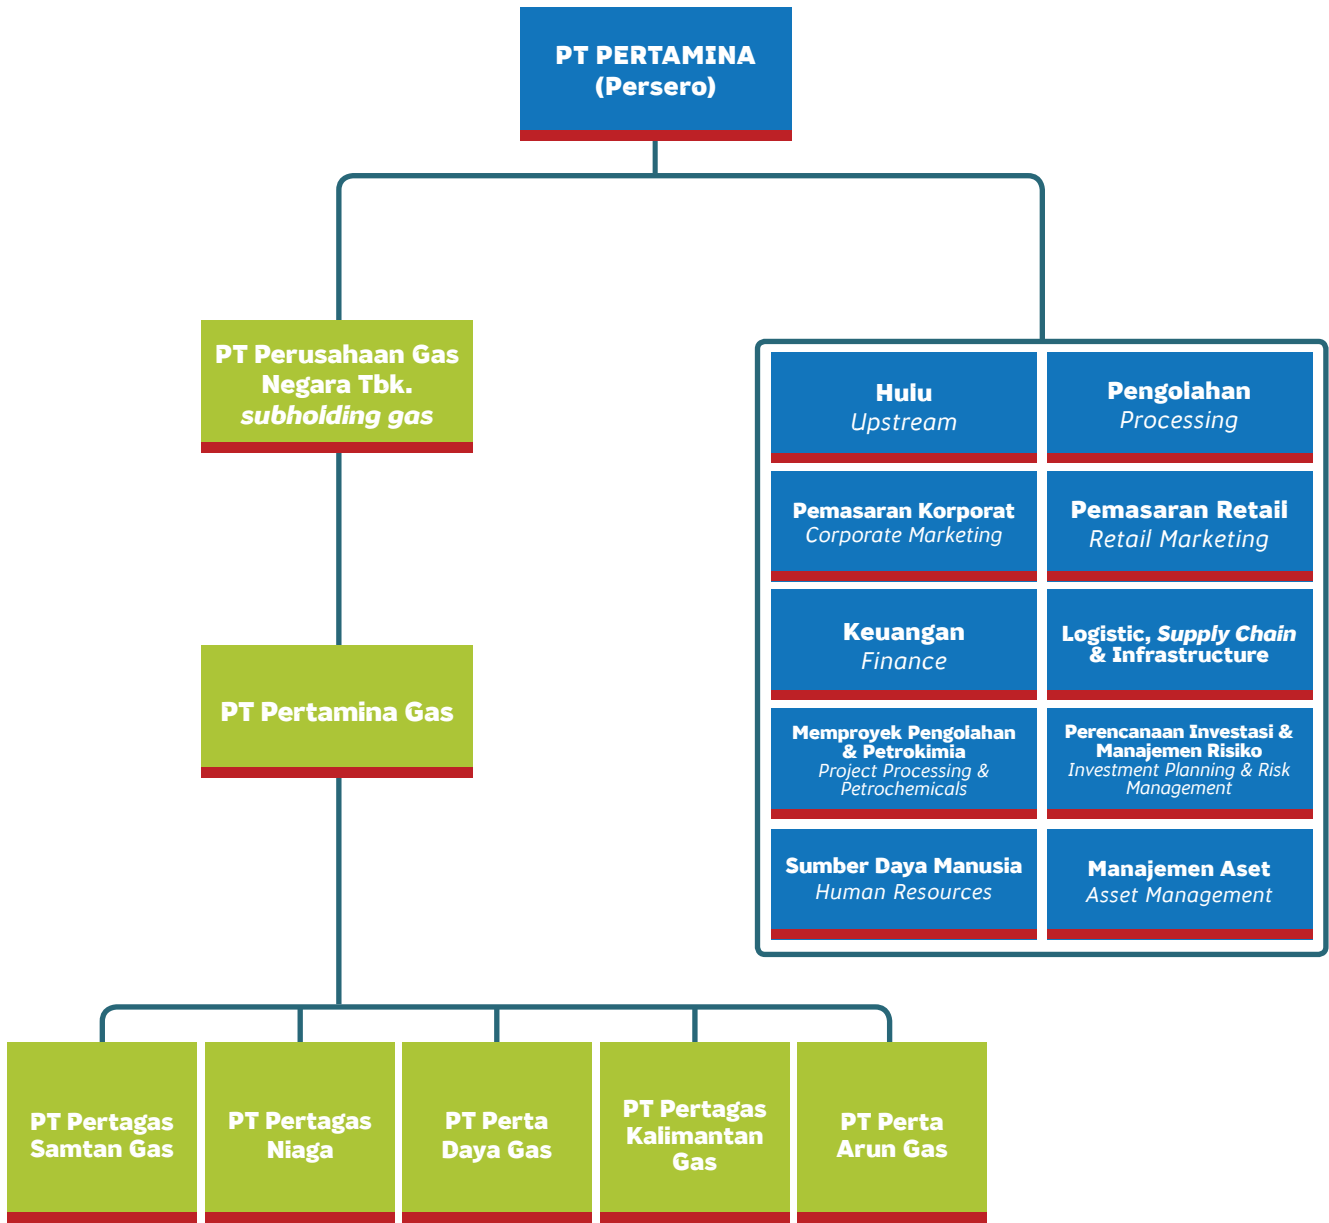 PT PERTAMINA
(Persero)
PT Perusahaan Gas
Negara Tbk.
subholding gas
PT Pertamina Gas
Hulu
Upstream
Pengolahan
Processing
Pemasaran Korporat
Corporate Marketing
Pemasaran Retail
Retail Marketing
Keuangan
Finance
Logistic, Supply Chain
& Infrastructure
Memproyek Pengolahan
& Petrokimia
Project Processing &
Petrochemicals
Perencanaan Investasi &
Manajemen Risiko
Investment Planning & Risk
Management
Sumber Daya Manusia
Human Resources
Manajemen Aset
Asset Management
PT Pertagas
Samtan Gas
PT Pertagas
Niaga
PT Perta
Daya Gas
PT Pertagas
Kalimantan
Gas
PT Perta
Arun Gas